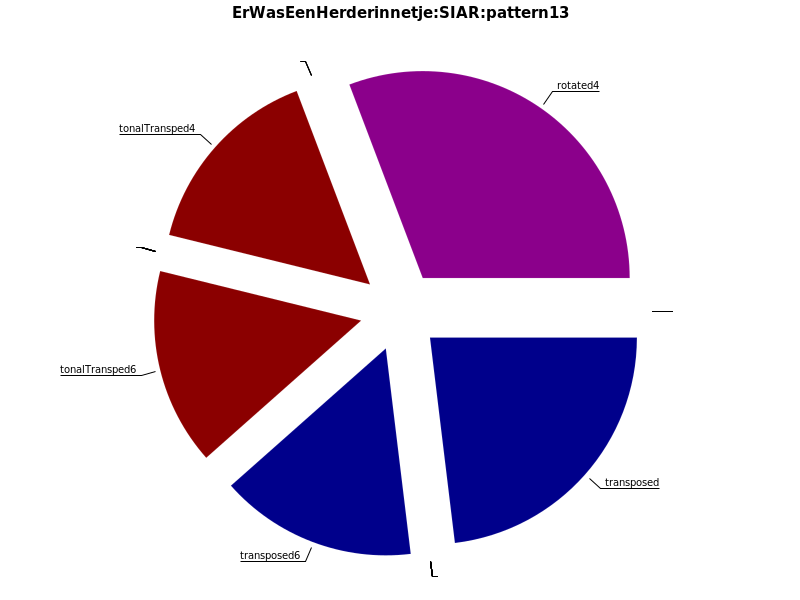 ErWasEenHerderinnetje:SIAR:pattern13
rotated4
tonalTransped4
tonalTransped6
transposed
transposed6